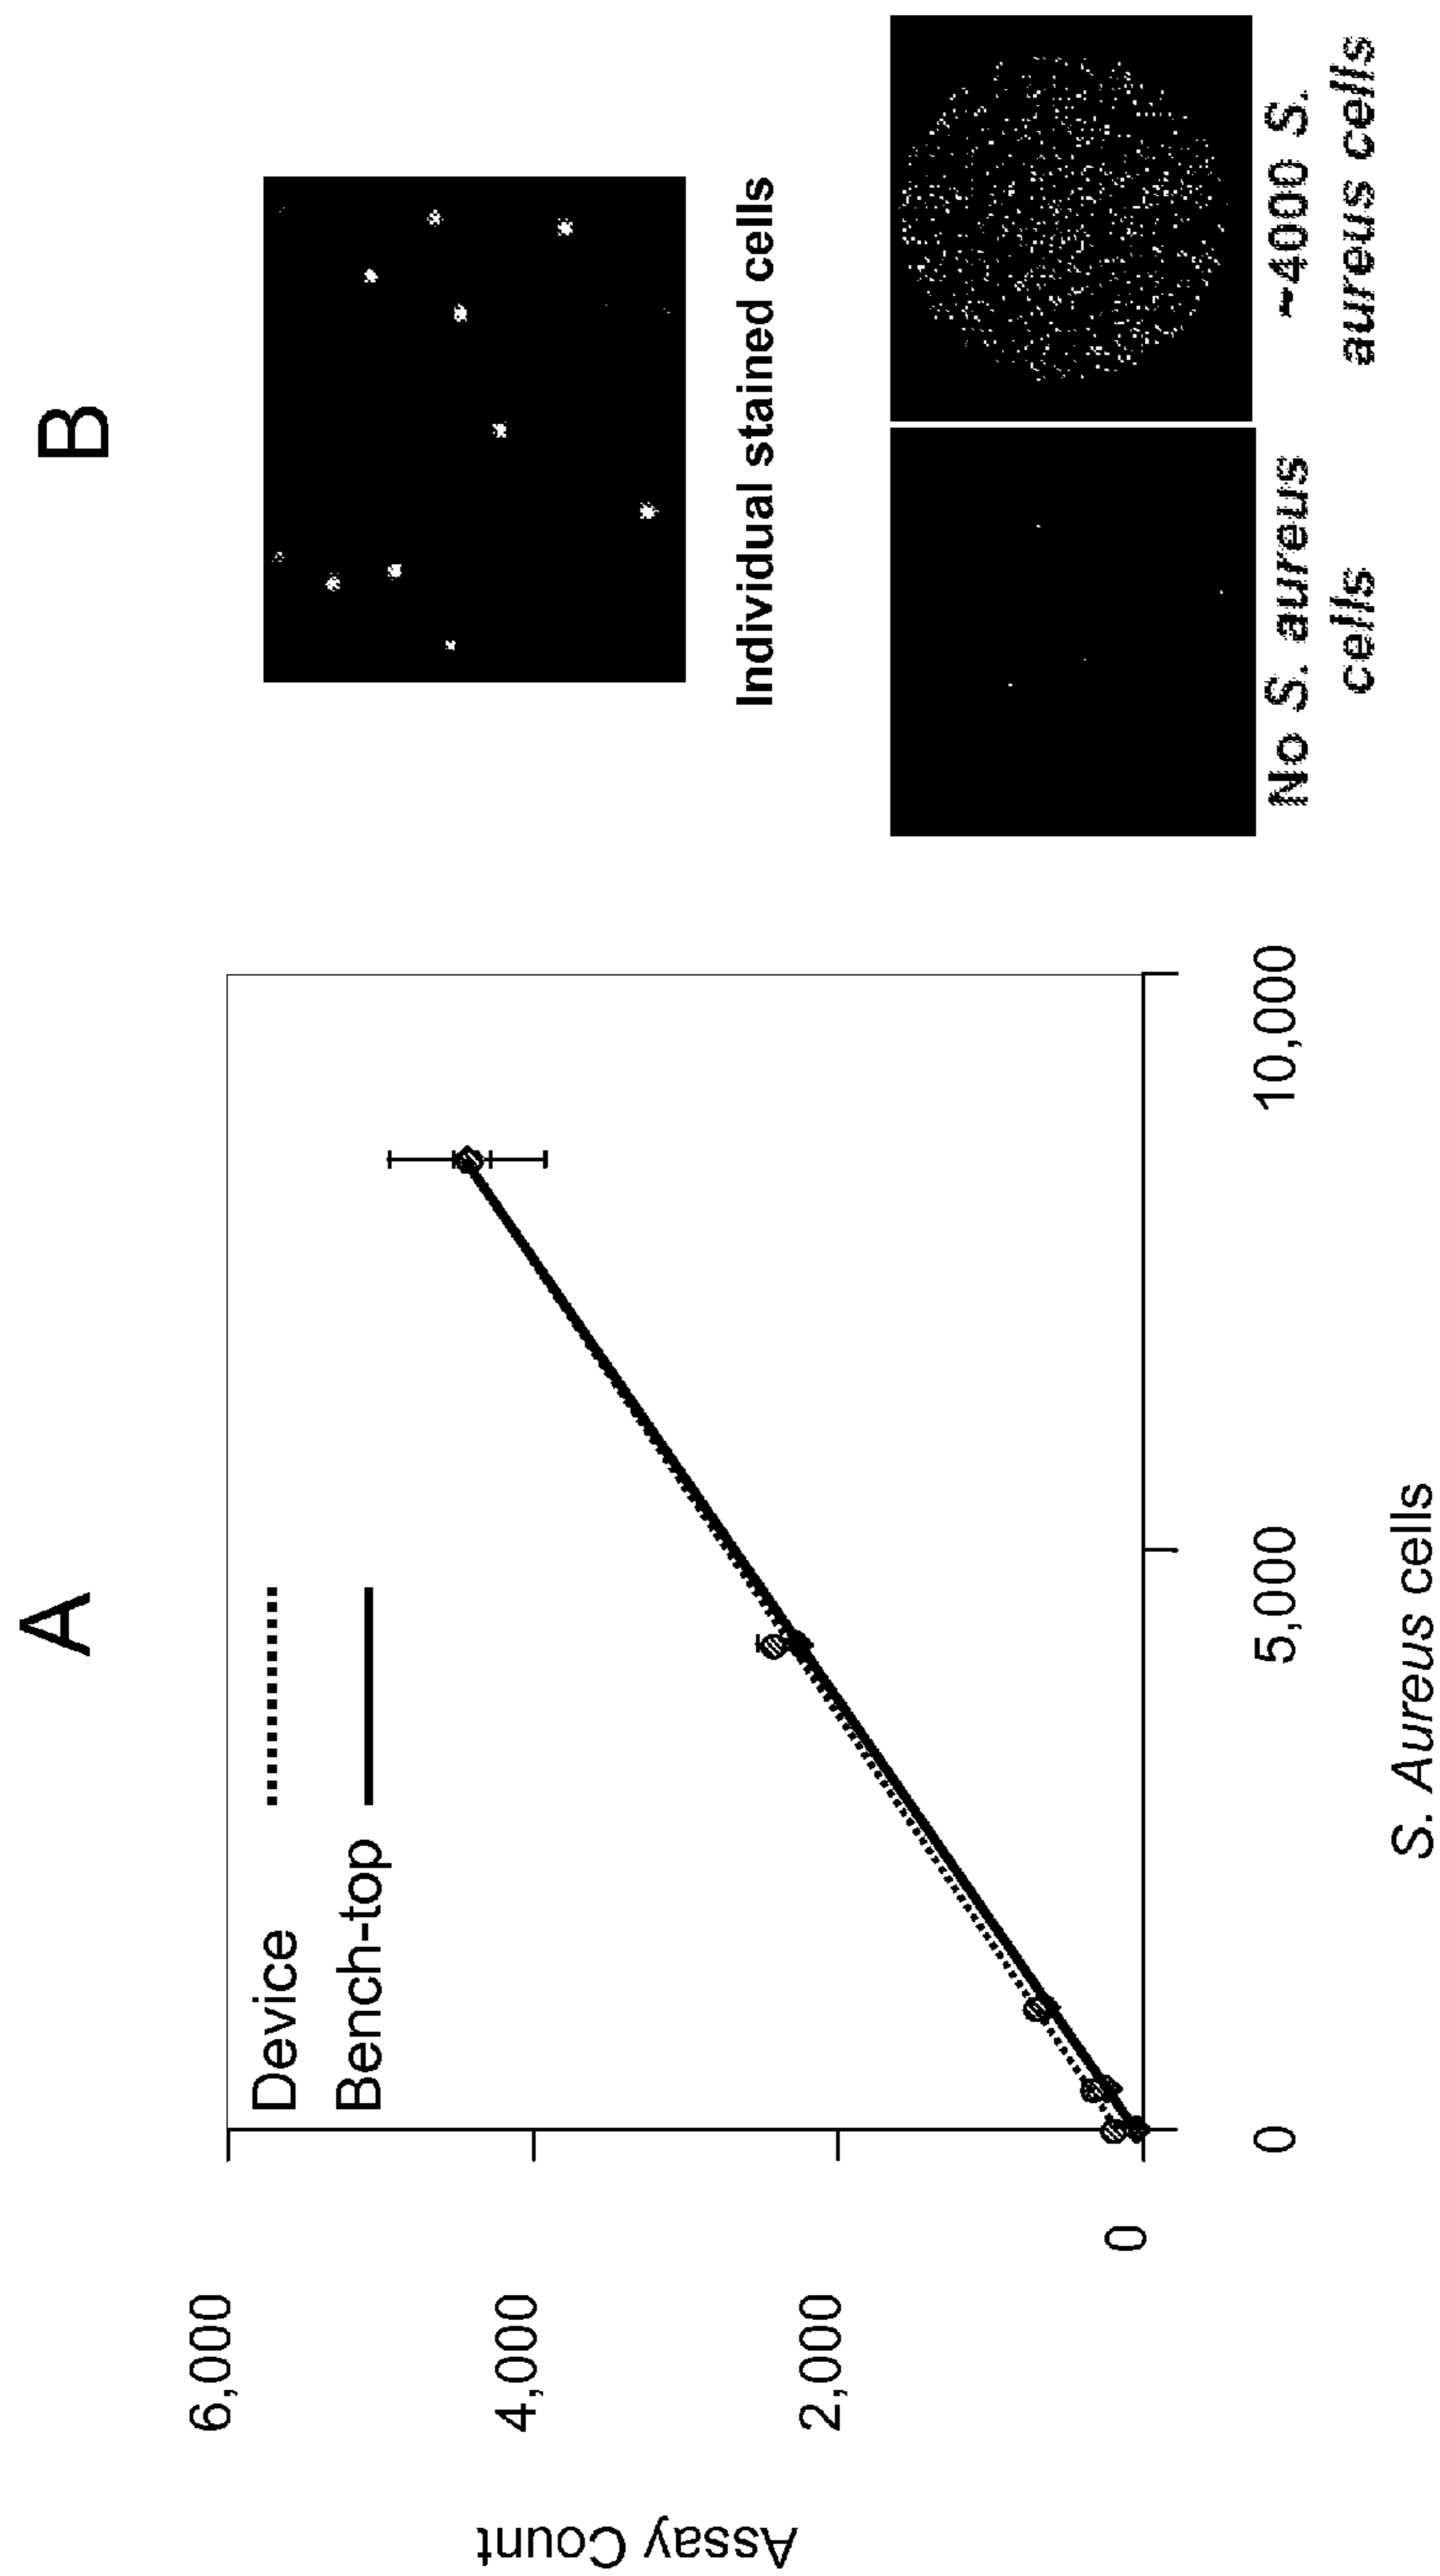 A
Device
Bench-top
6,000
4,000
2,000
0
Assay Count
0
5,000
10,000
S. Aureus cells
B
Individual stained cells
No S. aureus
cells
~4000 S.
aureus cells